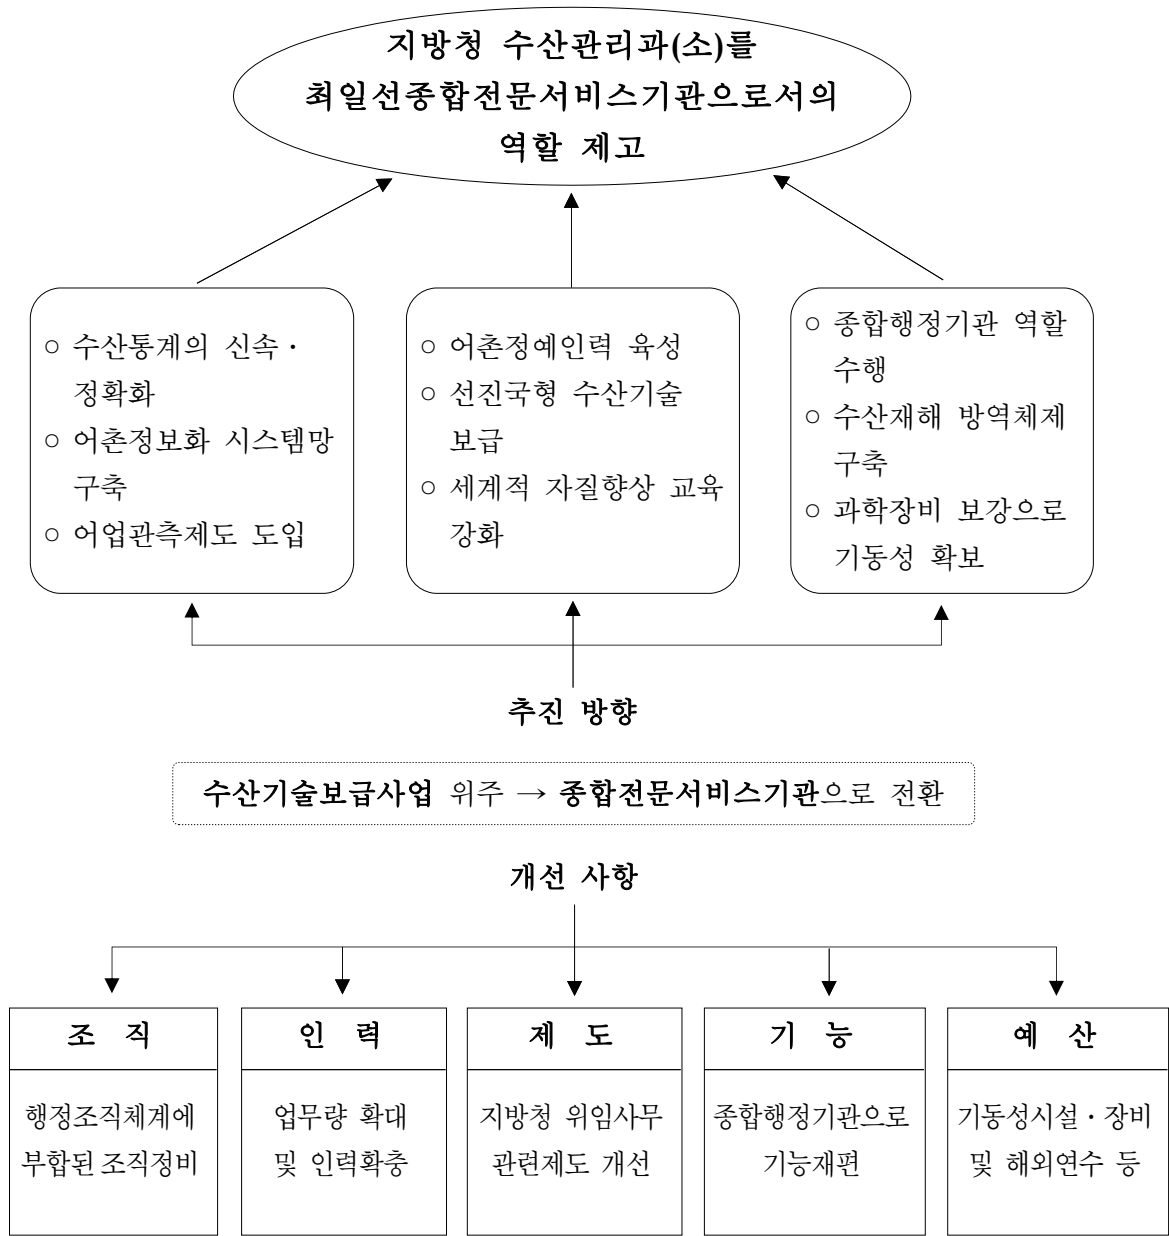 지방청 수산관리과(소)를
최일선종합전문서비스기관으로서의
역할 제고
○ 수산통계의 신속·
정확화
○ 어촌정보화 시스템망
구축
○ 어업관측제도 도입
○ 어촌정예인력 육성
○ 선진국형 수산기술
보급
○ 세계적 자질향상 교육
강화
○ 종합행정기관 역할
수행
○ 수산재해 방역체제
구축
○ 과학장비 보강으로
기동성 확보
추진 방향
수산기술보급사업 위주 → 종합전문서비스기관으로 전환
개선 사항
조 직
행정조직체계에
부합된 조직정비
인 력
업무량 확대
및 인력확충
제 도
지방청 위임사무
관련제도 개선
기 능
종합행정기관으로
기능재편
예 산
기동성시설·장비
및 해외연수 등